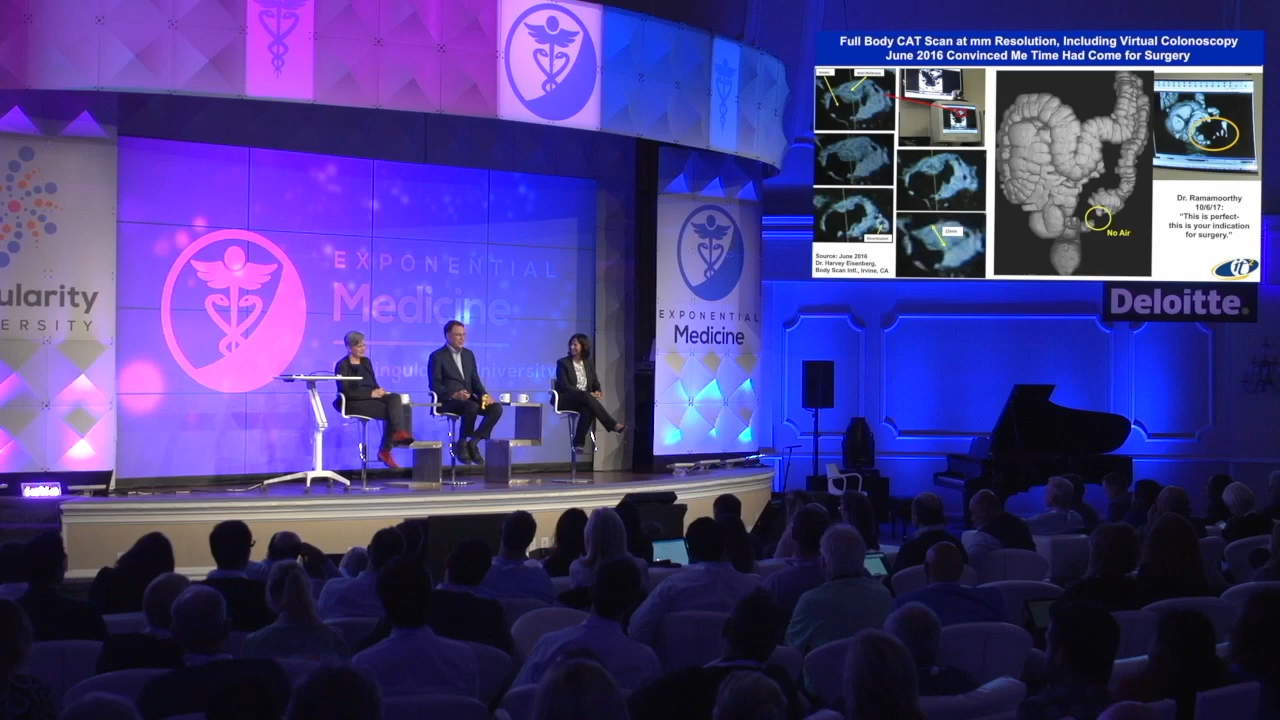 Full Body CAT Scan at mm Resolution, Including Virtual Colonoscopy
June 2016 Convinced Me Time Had Come for Surgery
No Air
Dr. Ramamoorthy
10/6/17:
"This is perfect-
this is your indication
for surgery."
Source: June 2016
Dr. Harvey Eisenberg,
Body Scan Intl., Irvine, CA
it
Deloitte.
EXPONENTIAL
Medicine
EXPONENTIAL
Medicine
ularity
ERSITY